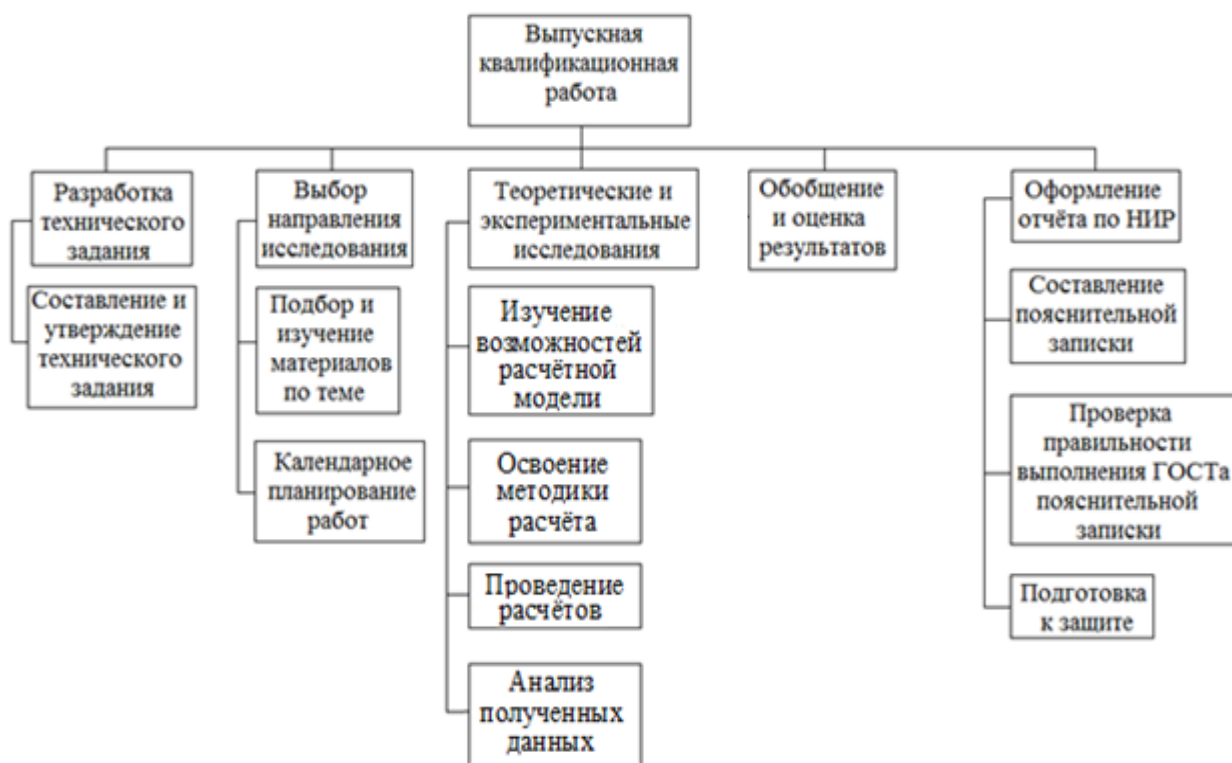 Выпускная
квалификационная
работа
Разработка
технического
задания
Составление и
утверждение
технического
задания
Выбор
направления
исследования
Подбор и
изучение
материалов
по теме
Календарное
планирование
работ
Теоретические и
экспериментальные
исследования
Изучение
возможностей
расчётной
модели
Освоение
методики
расчёта
Проведение
расчётов
Анализ
полученных
данных
Обобщение
и оценка
результатов
Оформление
отчёта по НИР
Составление
пояснительной
записки
Проверка
правильности
выполнения ГОСТа
пояснительной
записки
Подготовка
к защите